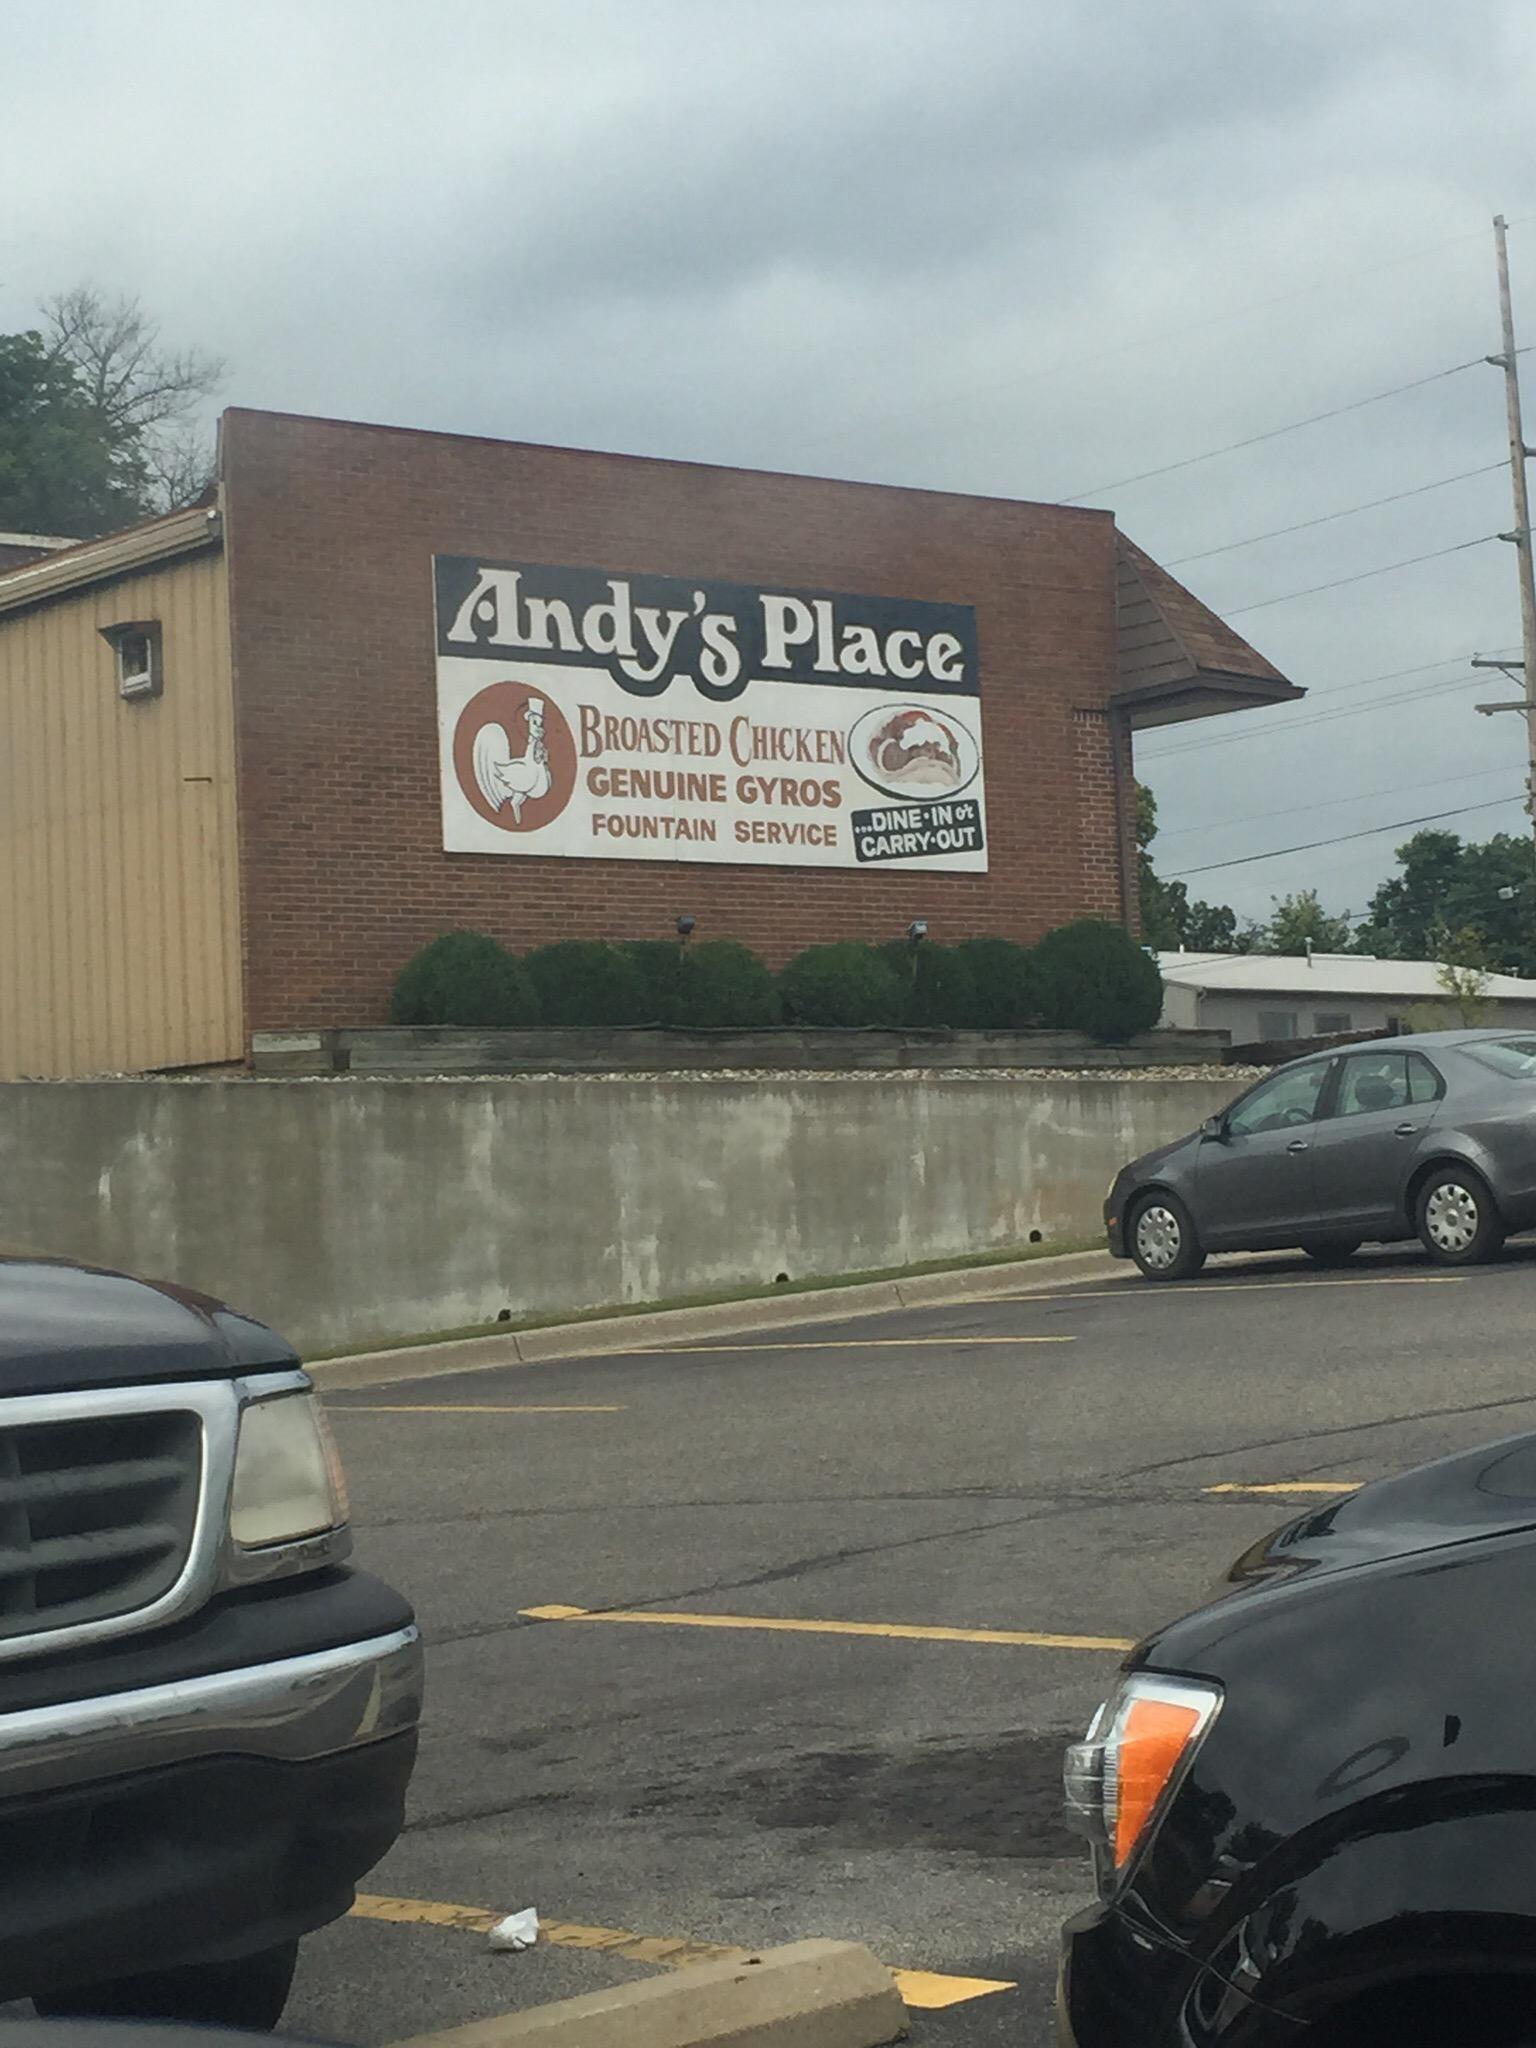 Andy's Place
BROASTED CHICKEN
GENUINE GYROS
FOUNTAIN SERVICE
...DINE·IN or
CARRY·OUT